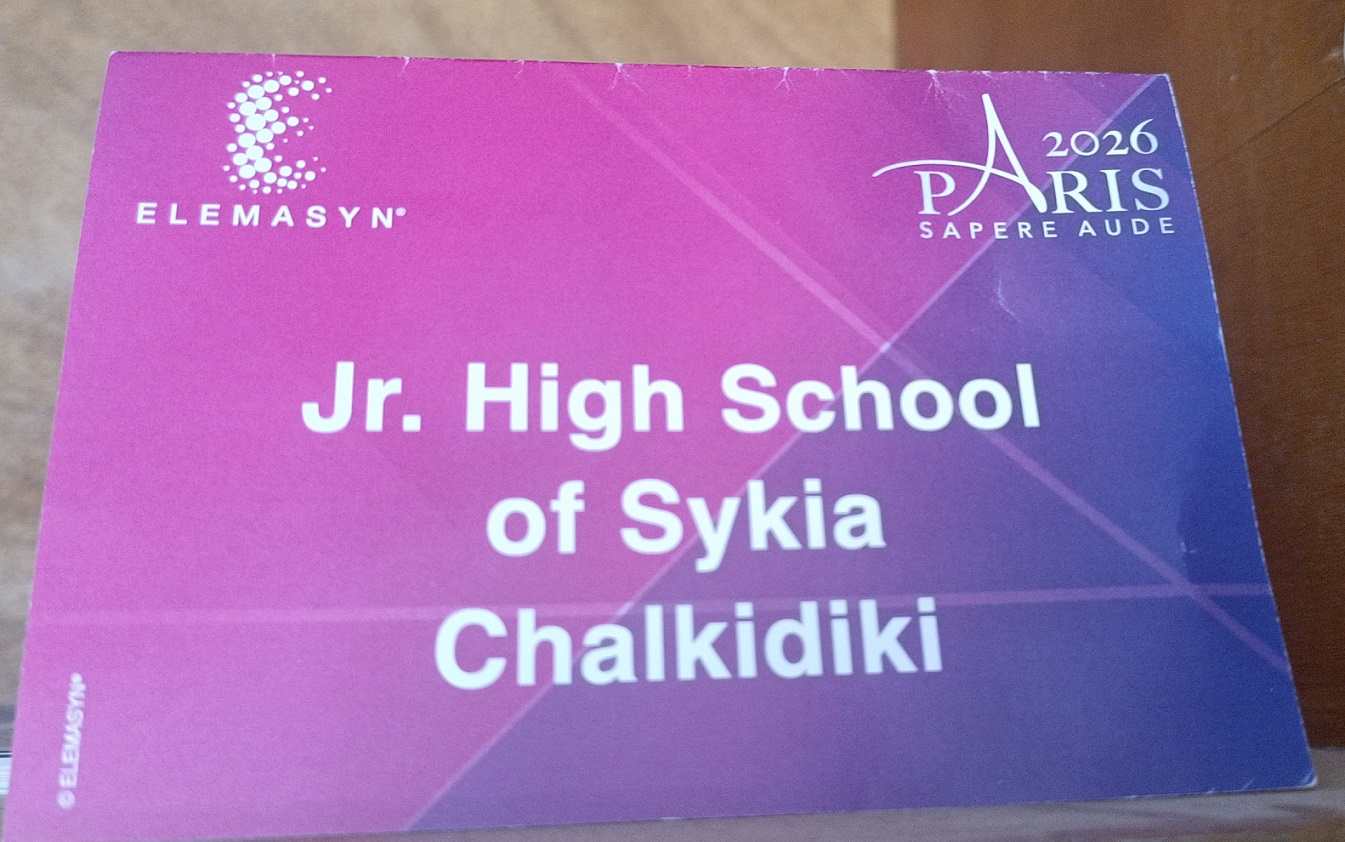 ELEMASYN®
2026
PARIS
SAPERE AUDE
Jr. High School
of Sykia
Chalkidiki
© ELEMASYN®